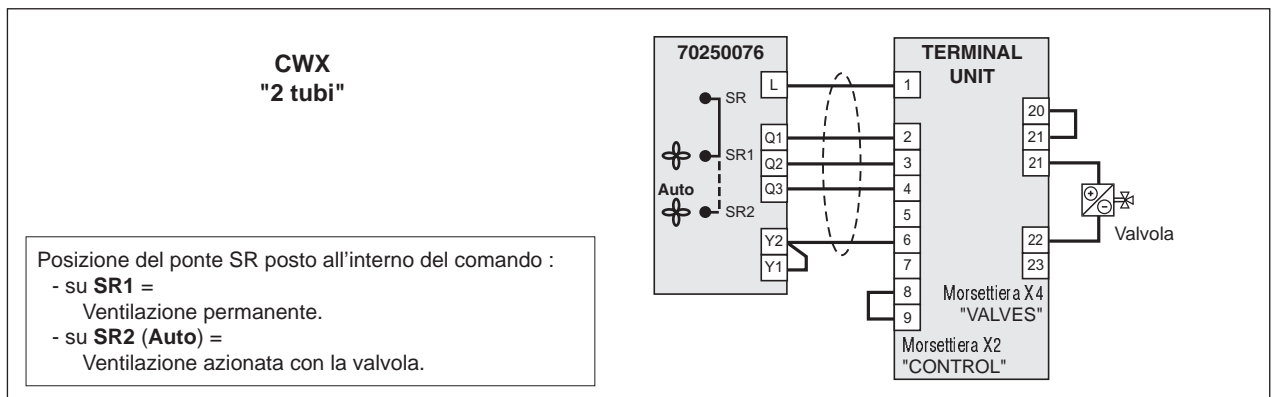 CWX
"2 tubi"
Posizione del ponte SR posto all'interno del comando :
- su SR1 =
Ventilazione permanente.
- su SR2 (Auto) =
Ventilazione azionata con la valvola.
70250076
L
SR
Q1
SR1
Q2
Auto
Q3
SR2
Y2
Y1
TERMINAL
UNIT
1
2
3
4
5
6
7
8
9
20
21
21
22
23
Valvola
Morsettiera X4
"VALVES"
Morsettiera X2
"CONTROL"